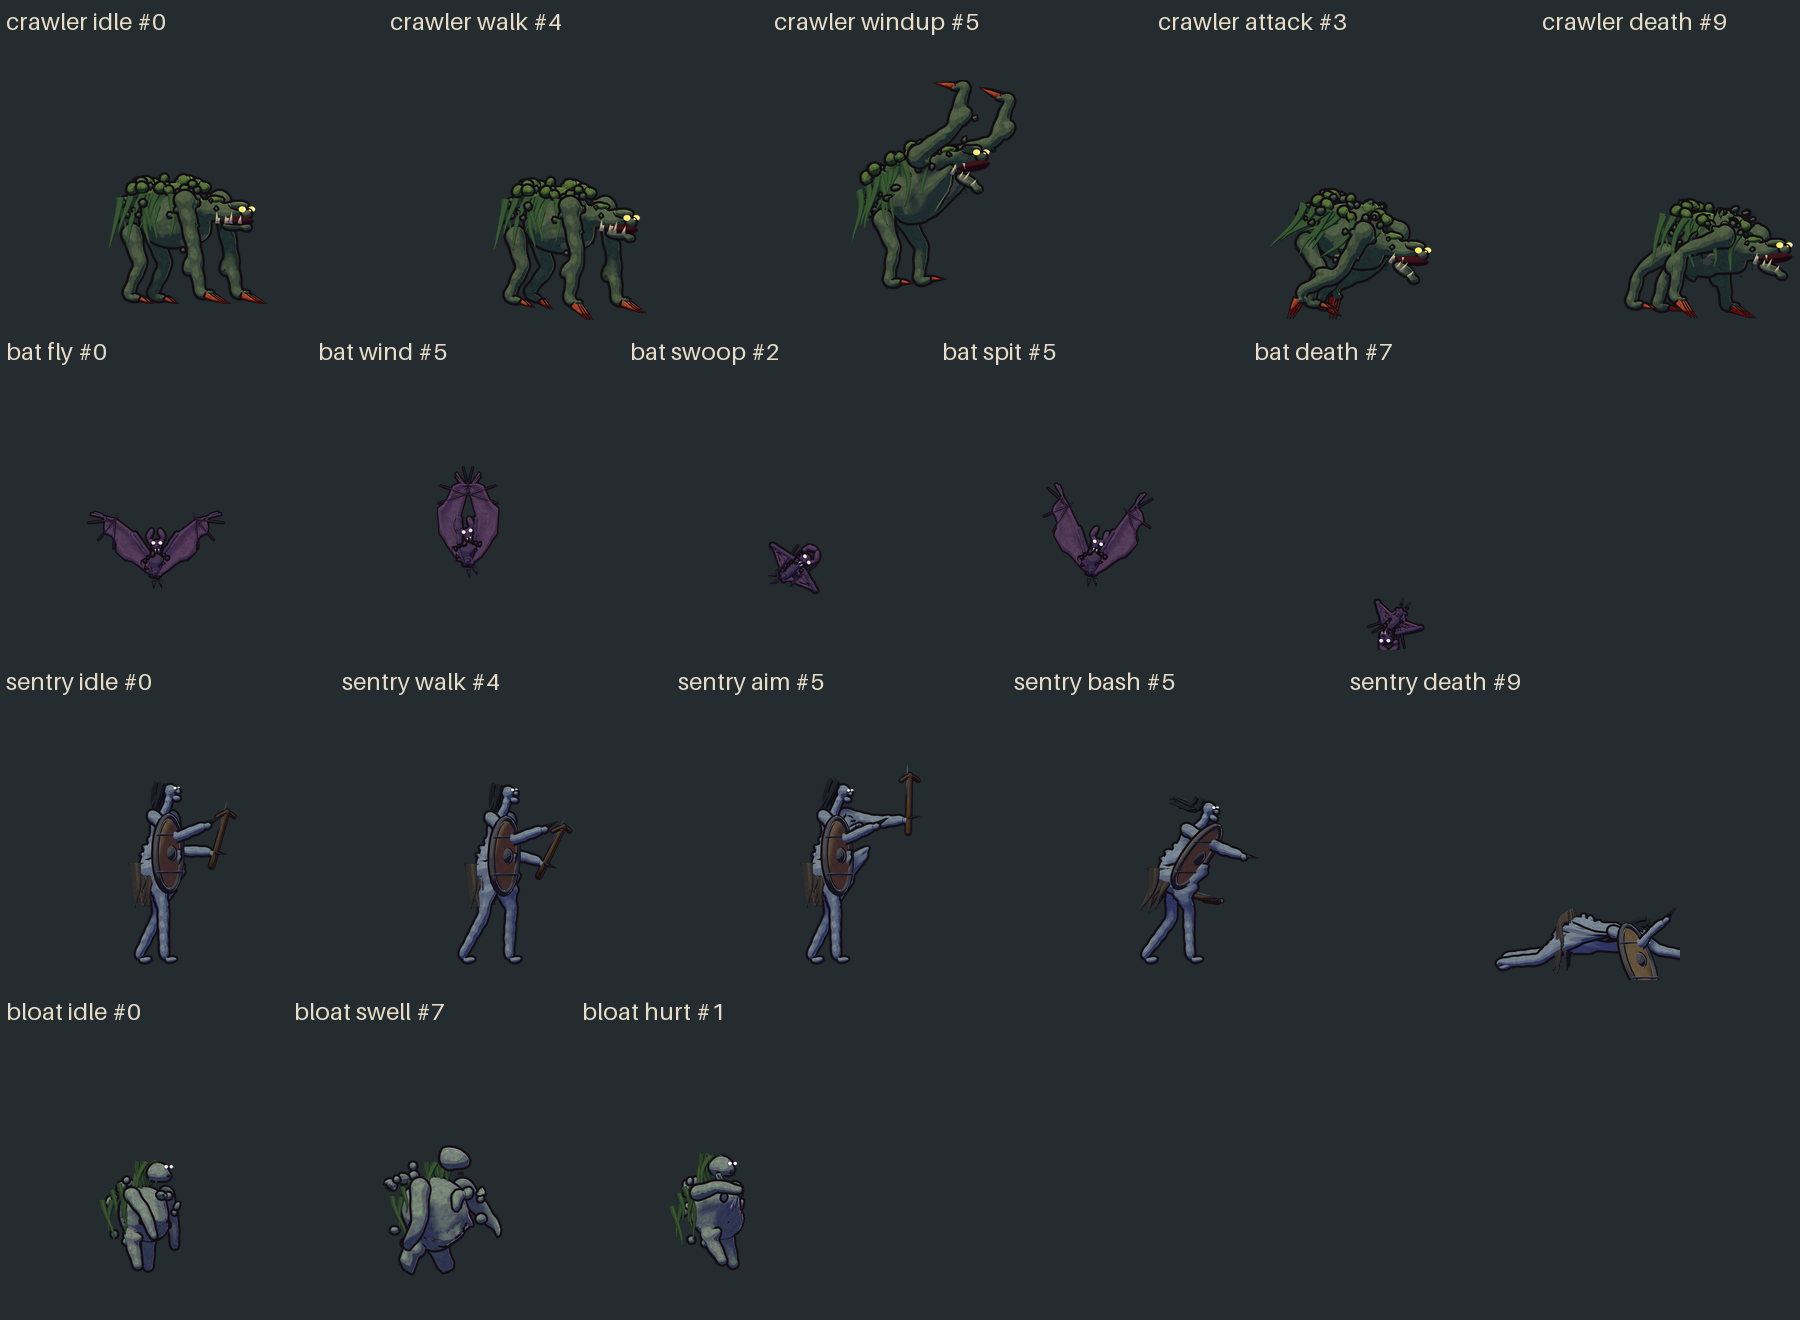 crawler idle #0
crawler walk #4
crawler windup #5
crawler attack #3
crawler death #9
bat fly #0
bat wind #5
bat swoop #2
bat spit #5
bat death #7
sentry idle #0
sentry walk #4
sentry aim #5
sentry bash #5
sentry death #9
bloat idle #0
bloat swell #7
bloat hurt #1